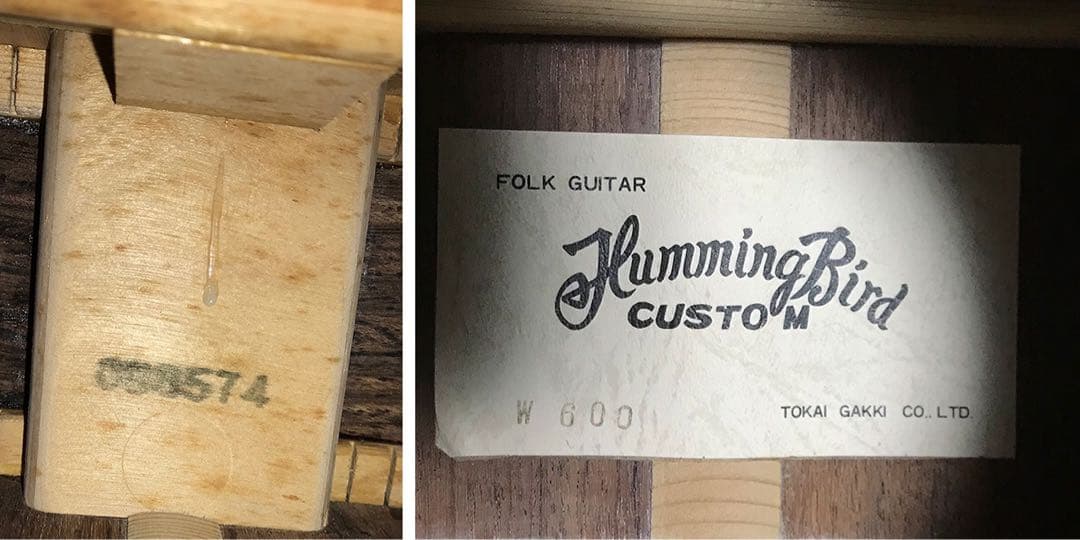 FOLK GUITAR
HummingBird
CUSTOM
W 600
TOKAI GAKKI CO., LTD.